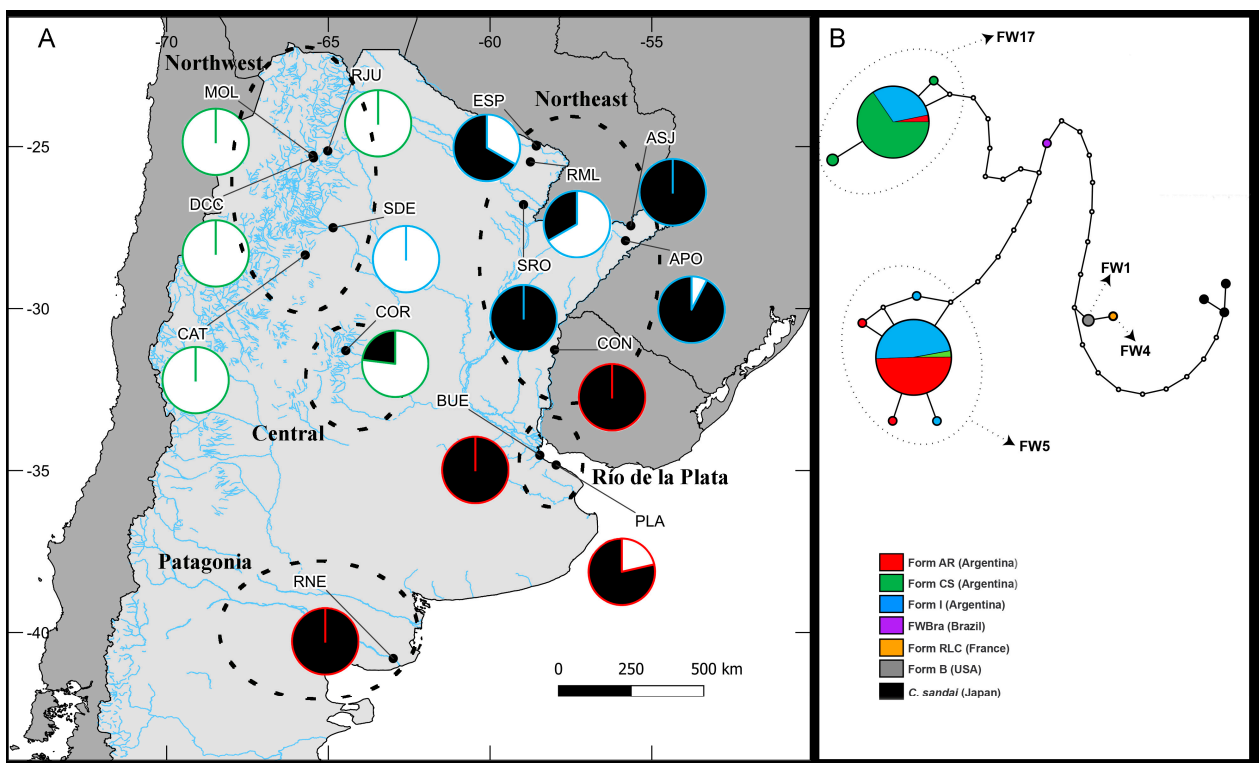 A
-70
-65
-60
-55
Northwest
RJU
MOL
ESP
Northeast
ASJ
-25
RML
DCC
SDE
SRO
APO
-30
CAT
COR
CON
BUE
Central
-35
Río de la Plata
PLA
Patagonia
RNE
-40
0 250 500 km
B
FW17
FW1
FW4
FW5
Form AR (Argentina)
Form CS (Argentina)
Form I (Argentina)
FWBra (Brazil)
Form RLC (France)
Form B (USA)
C. sandai (Japan)